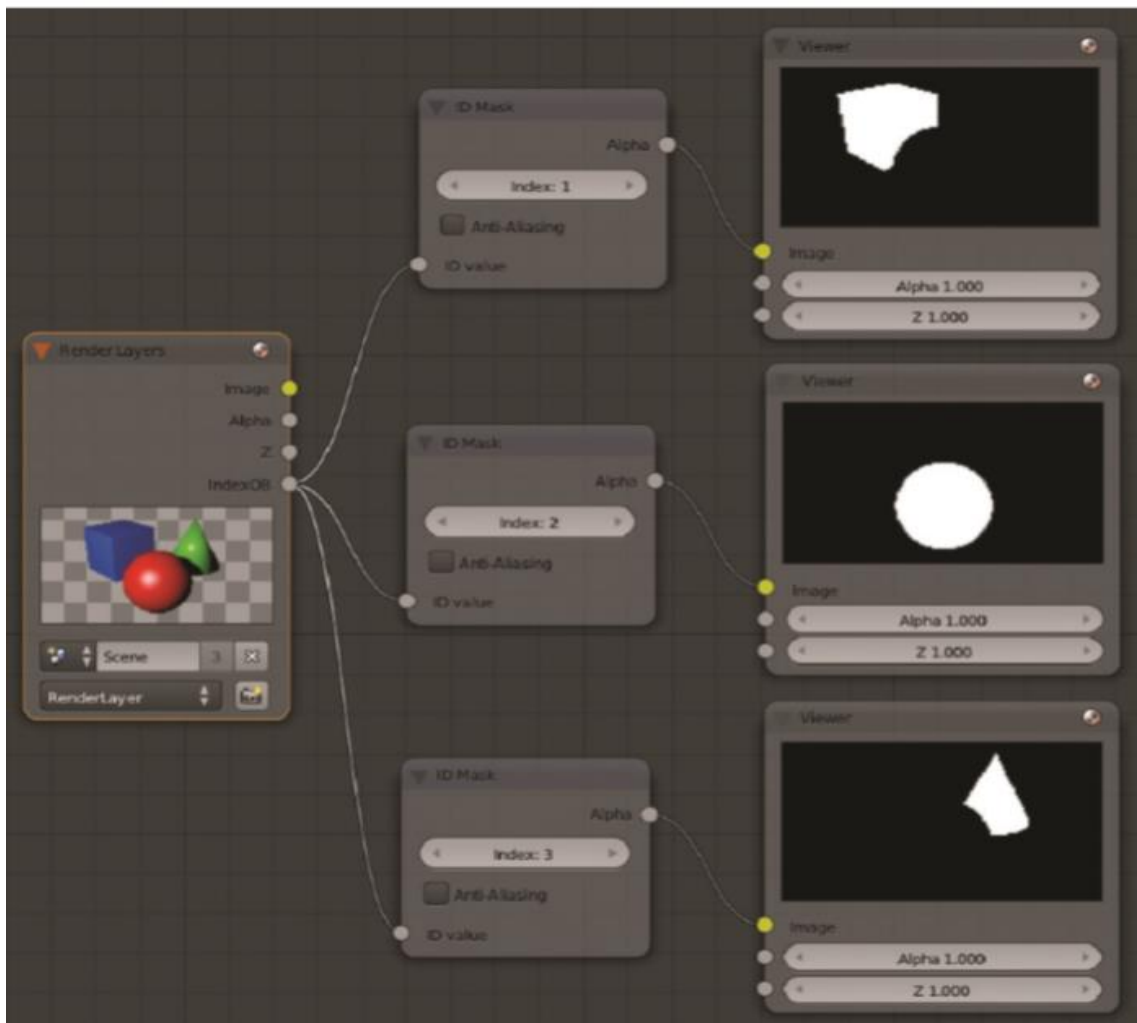 Render Layers
Image
Alpha
Z
IndexOB
Scene
3
RenderLayer
ID Mask
Alpha
Index: 1
Anti-Aliasing
ID value
Viewer
Image
Alpha 1.000
Z 1.000
ID Mask
Alpha
Index: 2
Anti-Aliasing
ID value
Viewer
Image
Alpha 1.000
Z 1.000
ID Mask
Alpha
Index: 3
Anti-Aliasing
ID value
Viewer
Image
Alpha 1.000
Z 1.000